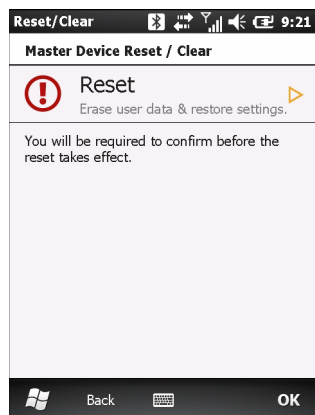 Reset/Clear 9:21
Master Device Reset / Clear
Reset
Erase user data & restore settings.
You will be required to confirm before the
reset takes effect.
Back OK